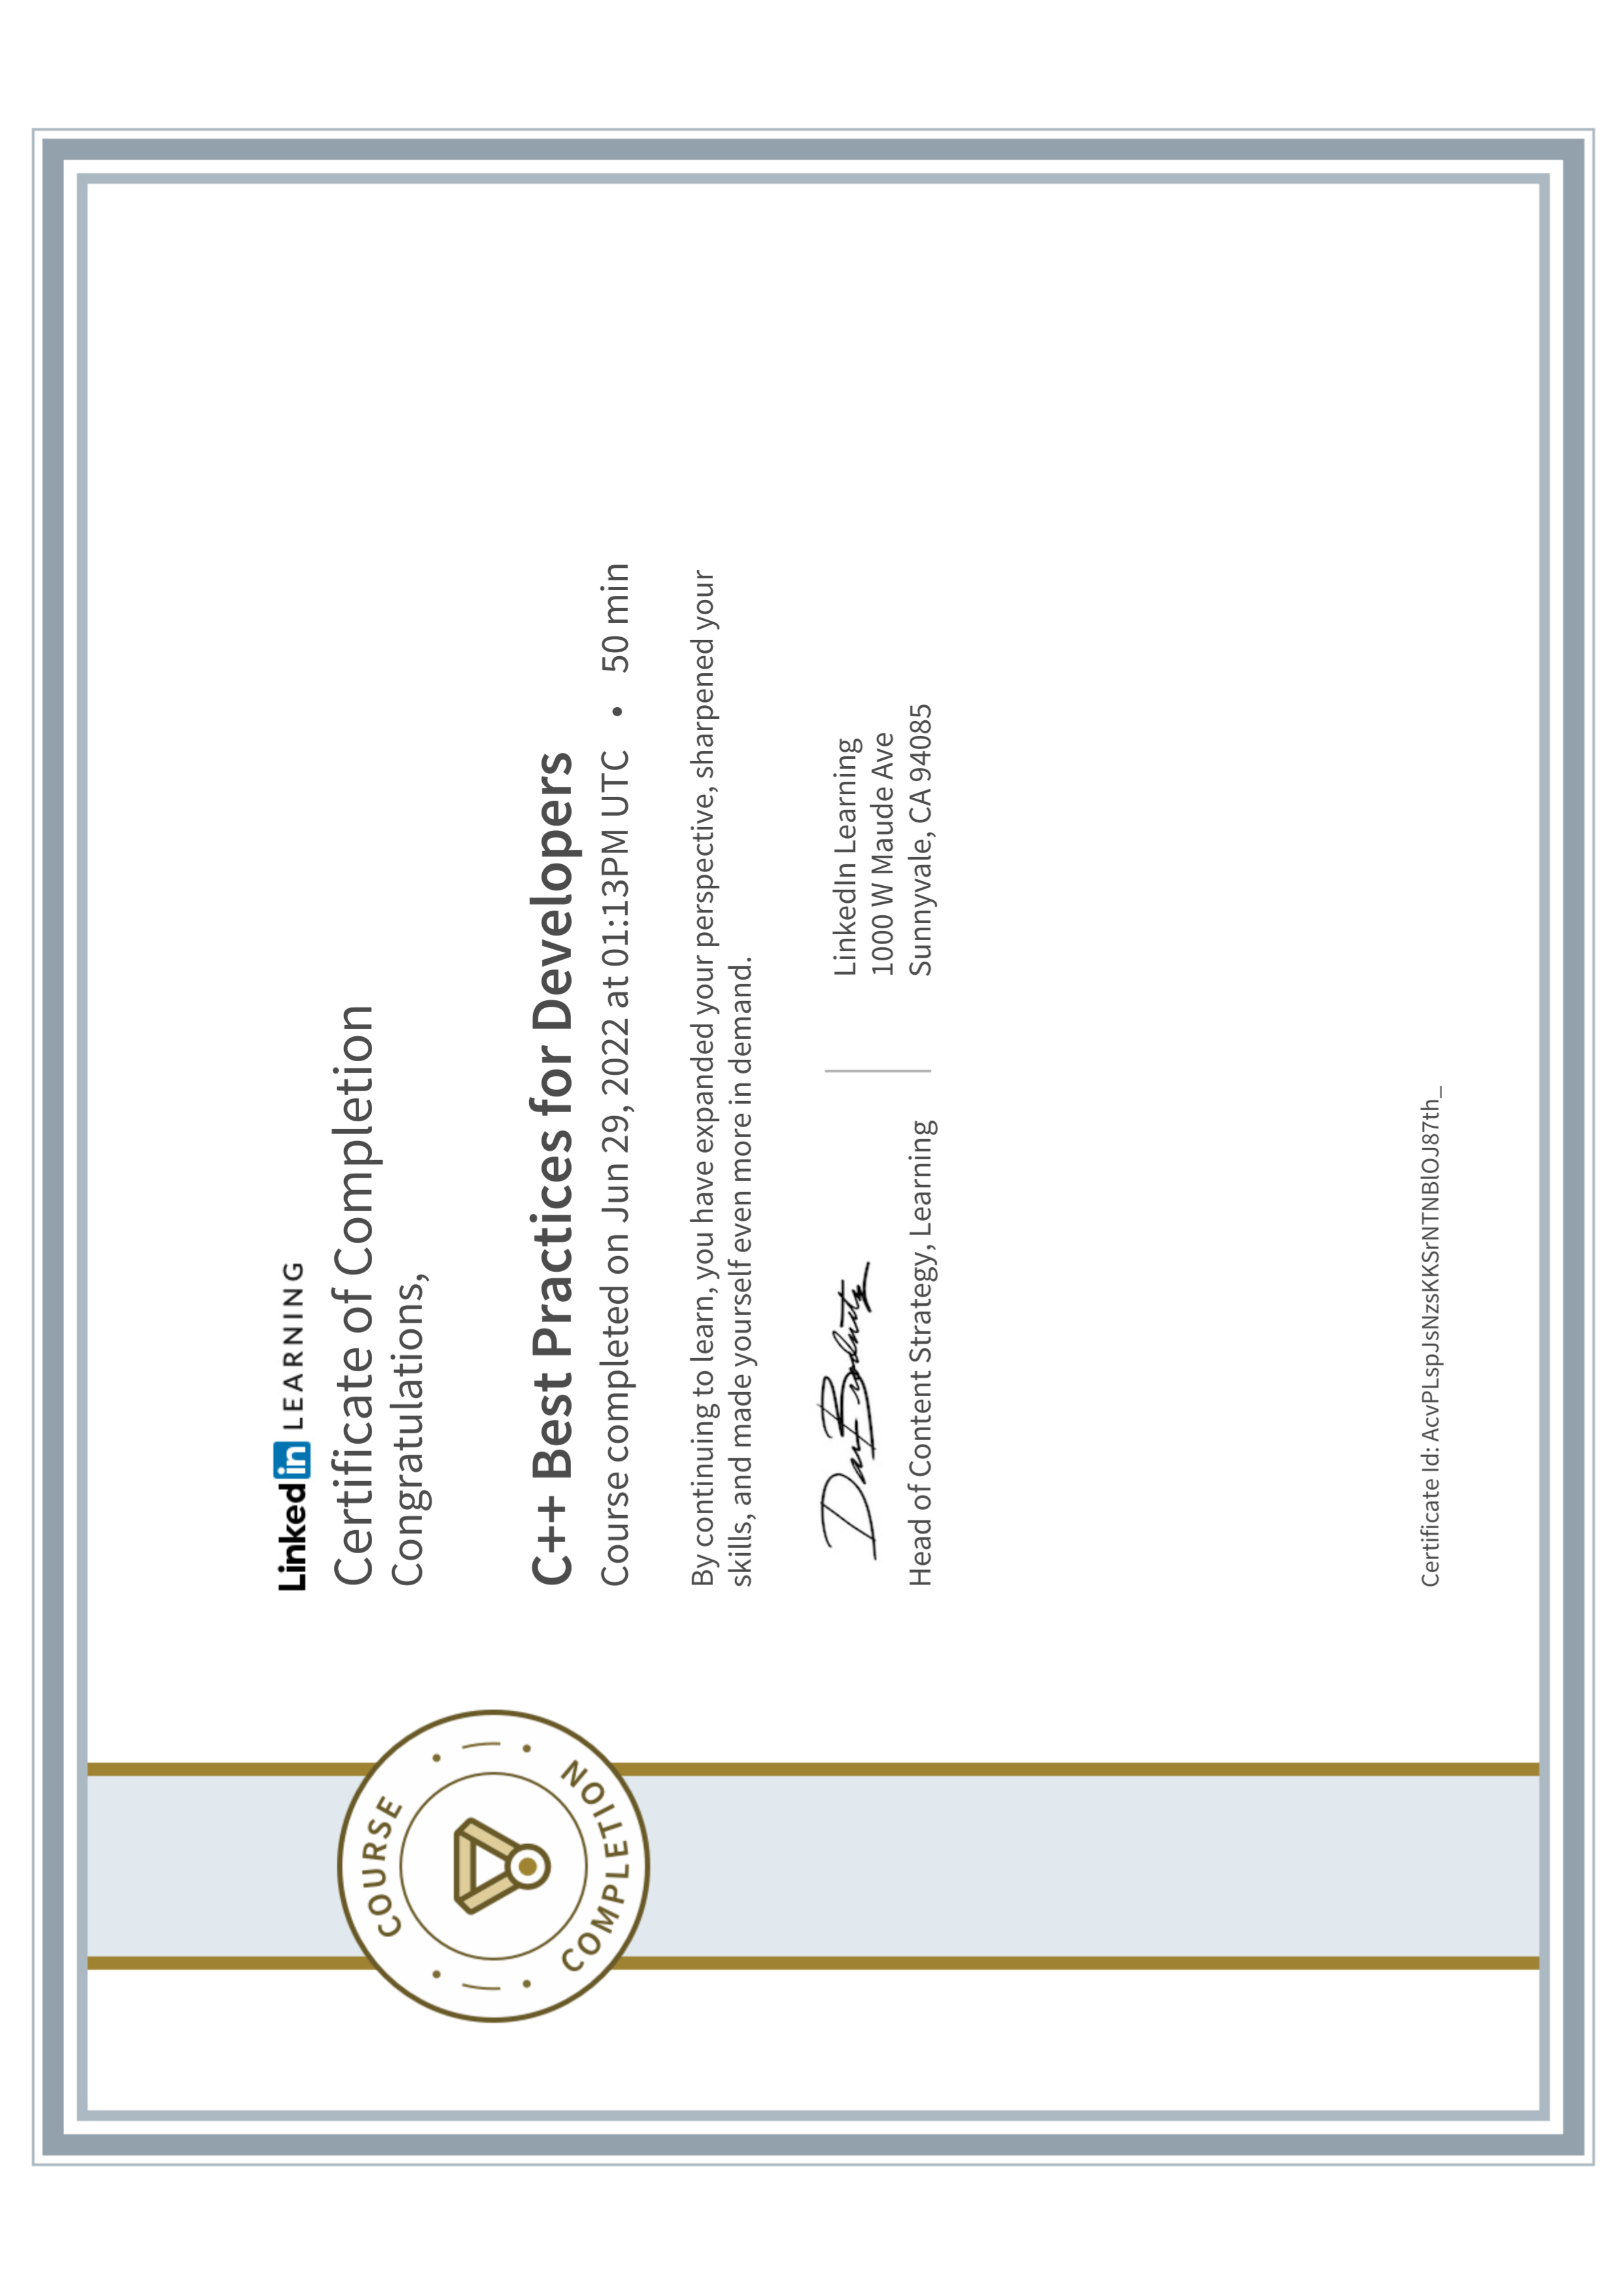 LinkedIn LEARNING
Certificate of Completion
Congratulations,
C++ Best Practices for Developers
Course completed on Jun 29, 2022 at 01:13PM UTC • 50 min
By continuing to learn, you have expanded your perspective, sharpened your
skills, and made yourself even more in demand.
Head of Content Strategy, Learning
LinkedIn Learning
1000 W Maude Ave
Sunnyvale, CA 94085
COURSE
COMPLETION
Certificate Id: AcvPLspJsNzsKKSrNTNBlOJ87th_